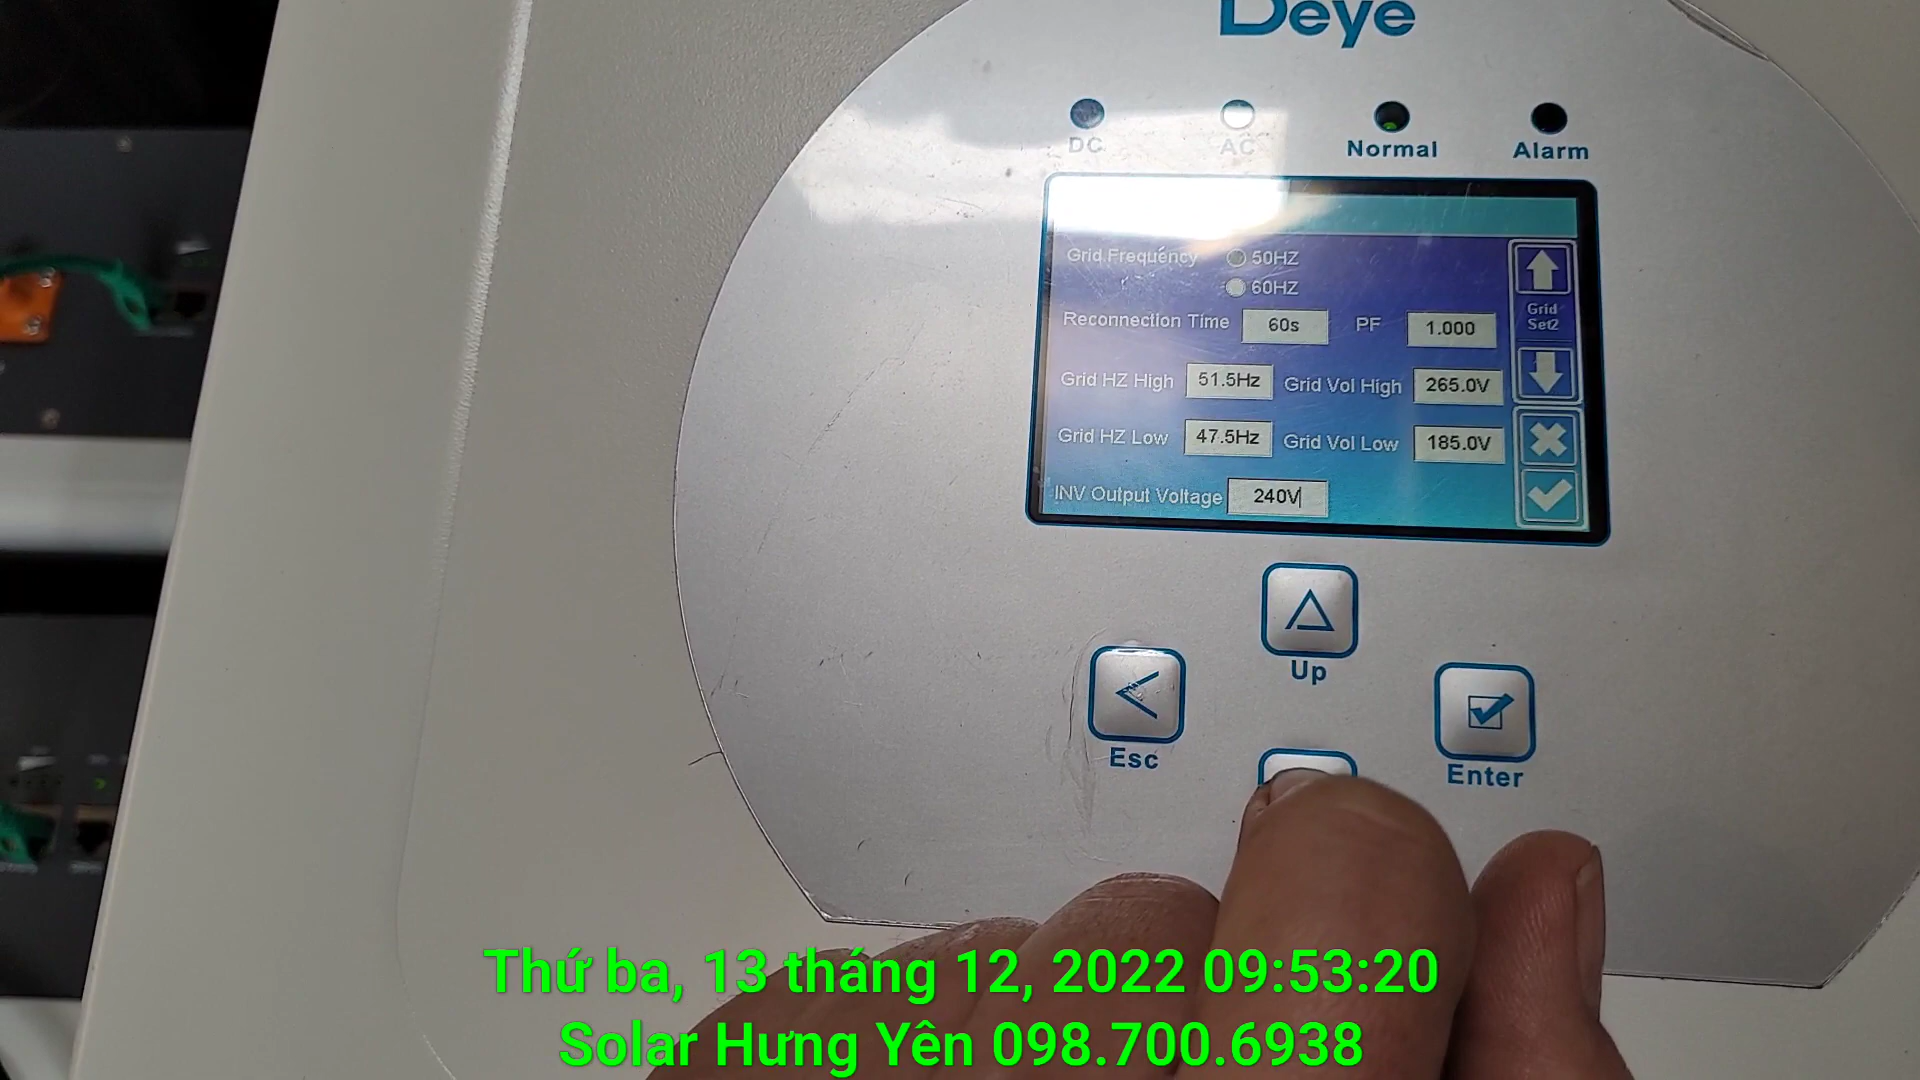 Deye
DC AC Normal Alarm
Grid Frequency 50HZ
60HZ
Reconnection Time 60s PF 1.000
Grid HZ High 51.5Hz Grid Vol High 265.0V
Grid HZ Low 47.5Hz Grid Vol Low 185.0V
INV Output Voltage 240V
Grid
Set2
Up
Esc
Enter
Thứ ba, 13 tháng 12, 2022 09:53:20
Solar Hưng Yên 098.700.6938